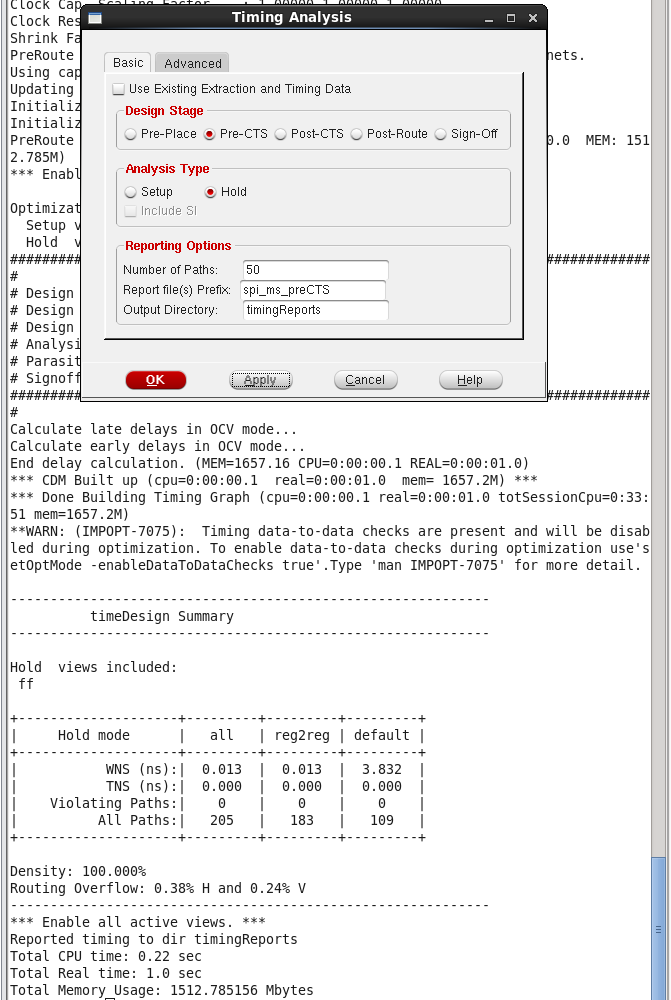 Clock Cap. Scaling Factor : 1.00000 1.00000 1.00000
Timing Analysis
Clock Res
Shrink Fa
PreRoute nets.
Using cap
Updating
Initializ
Initializ
PreRoute 0.0 MEM: 151
2.785M)
*** Enabl
Optimizat
Setup v
Hold v
################################################################################
#
# Design
# Design
# Design
# Analysi
# Parasit
# Signoff
################################################################################
#
Basic Advanced
Use Existing Extraction and Timing Data
Design Stage
Pre-Place Pre-CTS Post-CTS Post-Route Sign-Off
Analysis Type
Setup Hold
Include SI
Reporting Options
Number of Paths: 50
Report file(s) Prefix: spi_ms_preCTS
Output Directory: timingReports
OK Apply Cancel Help
Calculate late delays in OCV mode...
Calculate early delays in OCV mode...
End delay calculation. (MEM=1657.16 CPU=0:00:00.1 REAL=0:00:01.0)
*** CDM Built up (cpu=0:00:00.1 real=0:00:01.0 mem= 1657.2M) ***
*** Done Building Timing Graph (cpu=0:00:00.1 real=0:00:01.0 totSessionCpu=0:33:
51 mem=1657.2M)
**WARN: (IMPOPT-7075): Timing data-to-data checks are present and will be disab
led during optimization. To enable data-to-data checks during optimization use's
etOptMode -enableDataToDataChecks true'.Type 'man IMPOPT-7075' for more detail.
------------------------------------------------------------
timeDesign Summary
------------------------------------------------------------
Hold views included:
ff
+--------------------+---------+---------+---------+
| Hold mode | all | reg2reg | default |
+--------------------+---------+---------+---------+
| WNS (ns):| 0.013 | 0.013 | 3.832 |
| TNS (ns):| 0.000 | 0.000 | 0.000 |
| Violating Paths:| 0 | 0 | 0 |
| All Paths:| 205 | 183 | 109 |
+--------------------+---------+---------+---------+
Density: 100.000%
Routing Overflow: 0.38% H and 0.24% V
------------------------------------------------------------
*** Enable all active views. ***
Reported timing to dir timingReports
Total CPU time: 0.22 sec
Total Real time: 1.0 sec
Total Memory Usage: 1512.785156 Mbytes